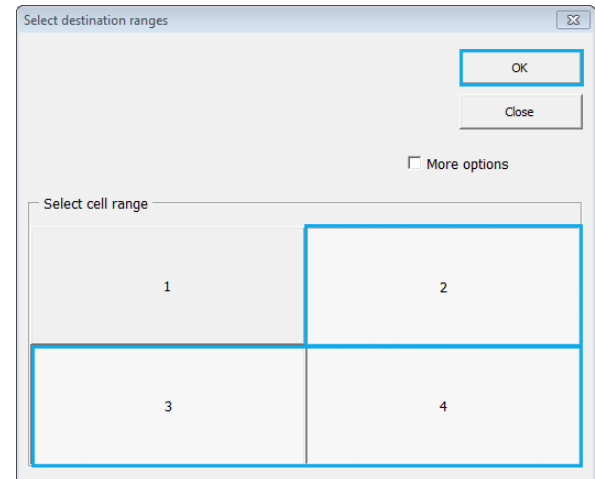 Select destination ranges
OK
Close
More options
Select cell range
1
2
3
4